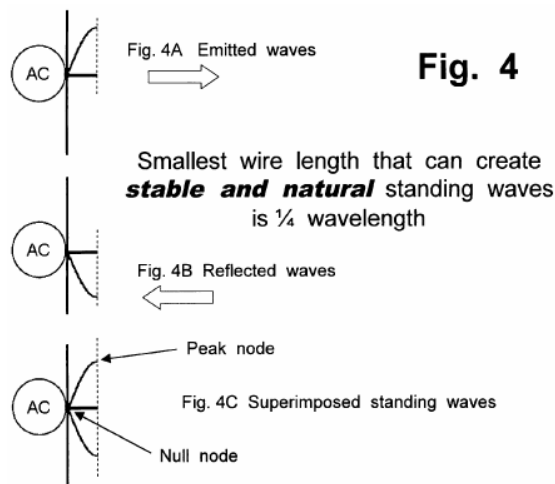 Fig. 4A Emitted waves
Fig. 4
AC
Smallest wire length that can create
stable and natural standing waves
is ¼ wavelength
AC
Fig. 4B Reflected waves
Peak node
AC
Fig. 4C Superimposed standing waves
Null node